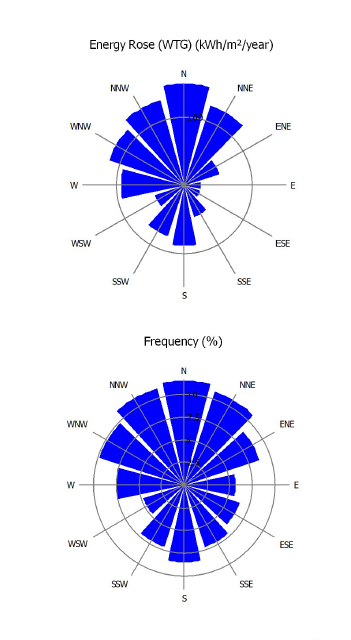 Energy Rose (WTG) (kWh/m²/year)
N
NNW
NNE
WNW
ENE
W
E
WSW
ESE
SSW
SSE
S
Frequency (%)
N
NNW
NNE
WNW
ENE
W
E
WSW
ESE
SSW
SSE
S